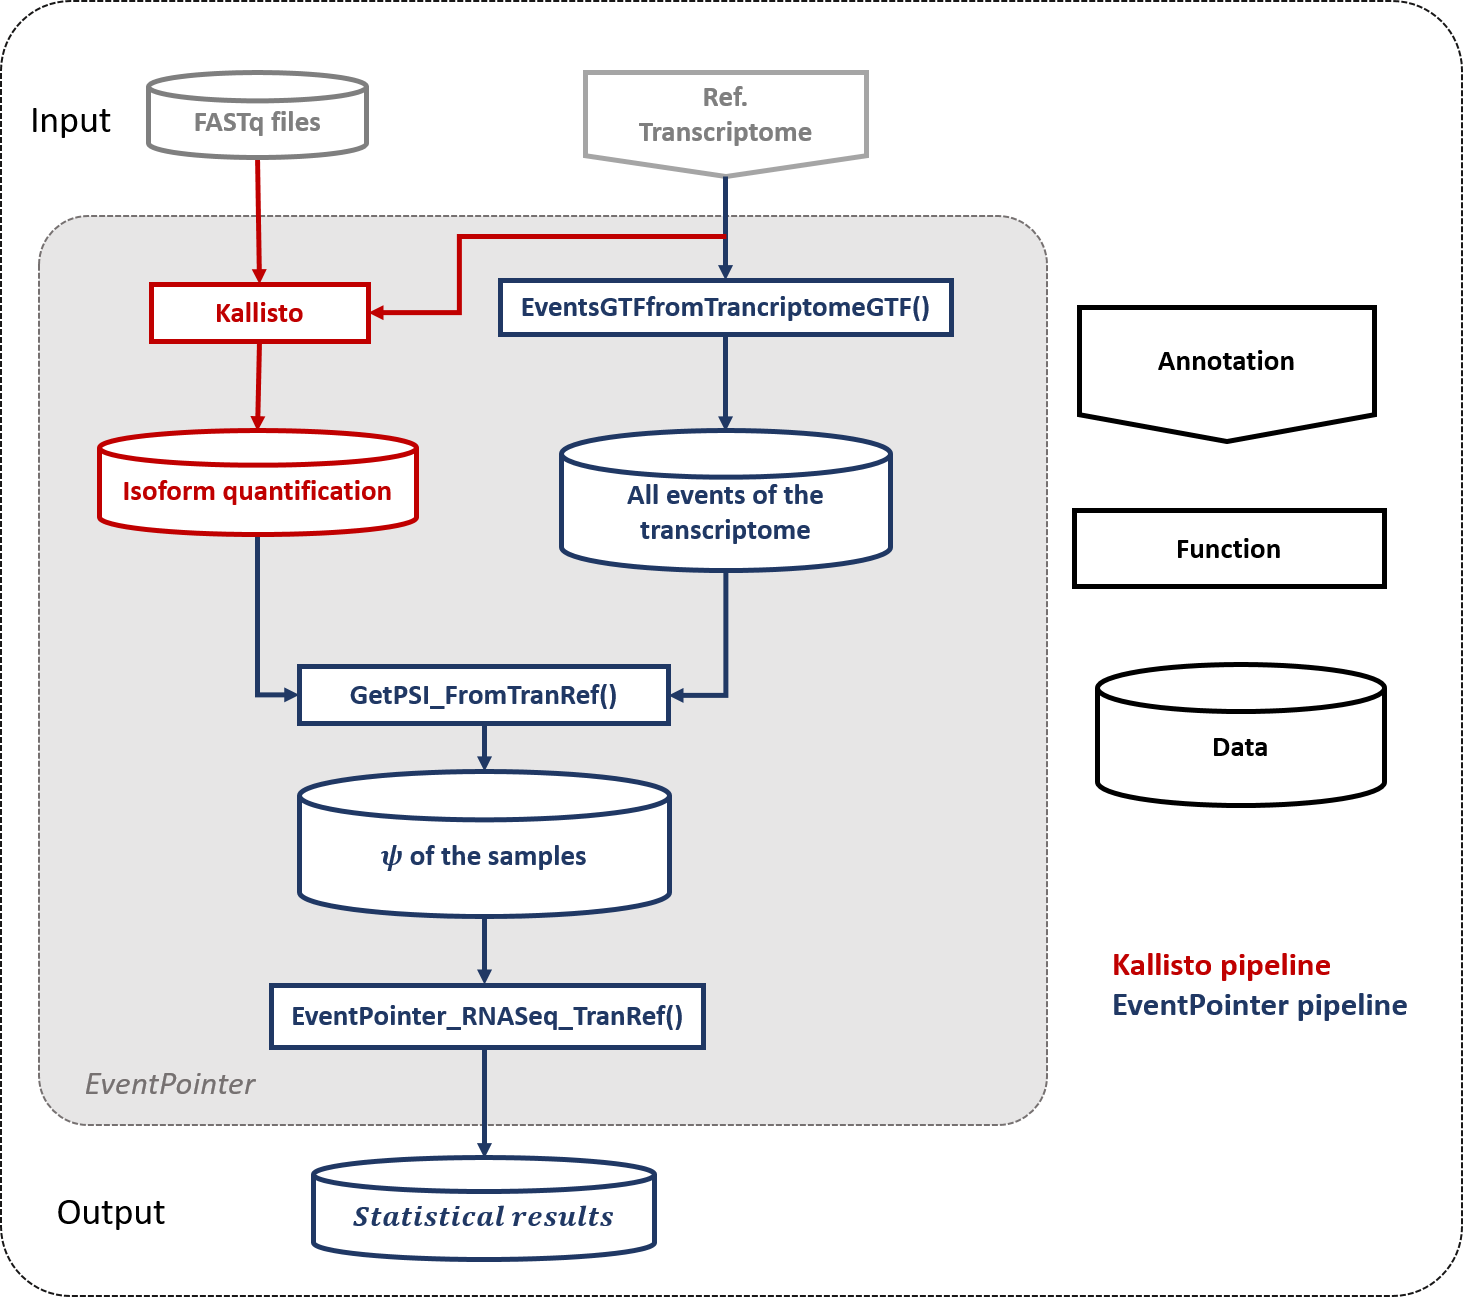 Input
FASTq files
Ref.
Transcriptome
Kallisto
EventsGTFfromTrancriptomeGTF()
Annotation
Isoform quantification
All events of the
transcriptome
Function
GetPSI_FromTranRef()
Data
ψ of the samples
Kallisto pipeline
EventPointer pipeline
EventPointer_RNASeq_TranRef()
EventPointer
Output
Statistical results